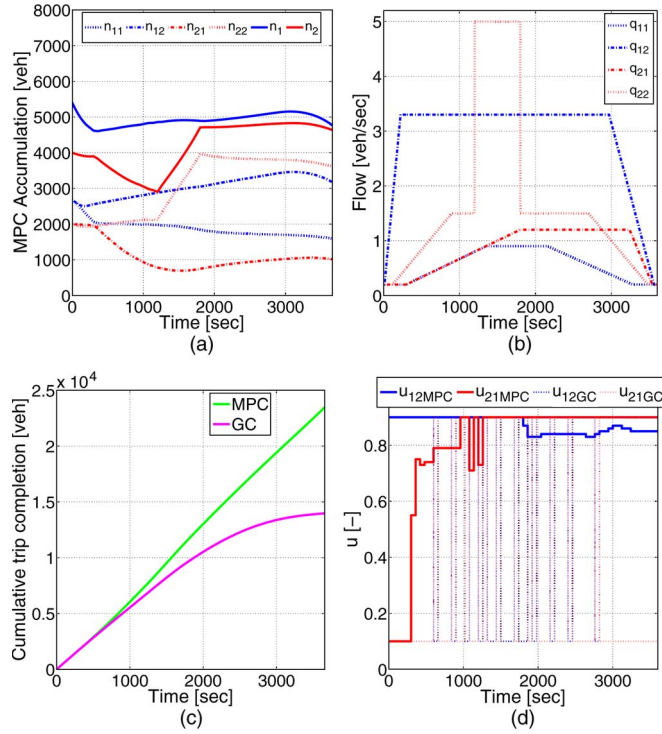 8000
7000
6000
5000
4000
3000
2000
1000
0
MPC Accumulation [veh]
n11 n12 n21 n22 n1 n2
0 1000 2000 3000
Time [sec]
(a)
5
4
3
2
1
0
Flow [veh/sec]
q11
q12
q21
q22
0 1000 2000 3000
Time [sec]
(b)
x 10^4
2.5
2
1.5
1
0.5
0
Cumulative trip completion [veh]
MPC
GC
0 1000 2000 3000
Time [sec]
(c)
u12MPC u21MPC u12GC u21GC
0.8
0.6
0.4
0.2
0
u [-]
0 1000 2000 3000
Time [sec]
(d)